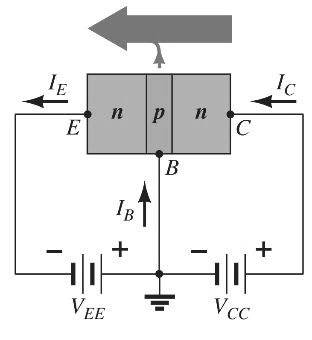 I_E I_C
n p n
E C
B
I_B
− + − +
V_EE V_CC